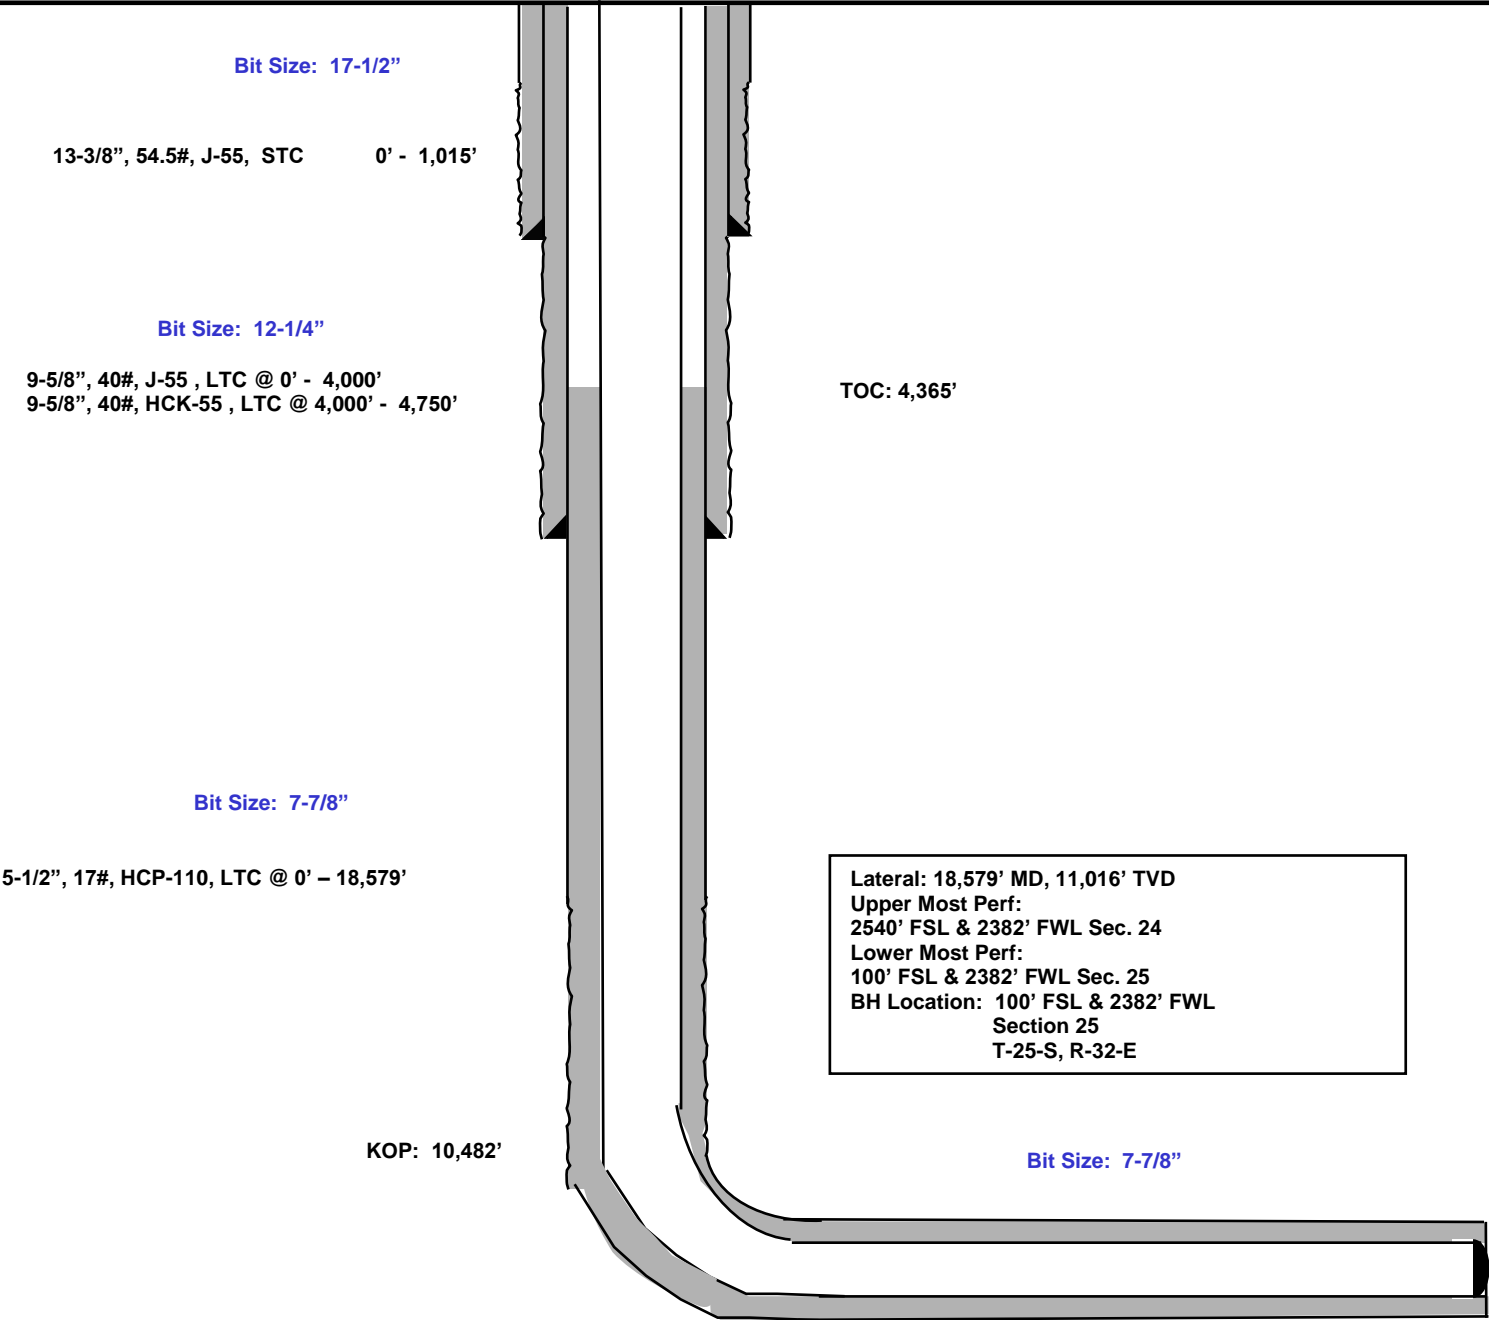 Bit Size: 17-1/2”
13-3/8”, 54.5#, J-55, STC 0’ - 1,015’
Bit Size: 12-1/4”
9-5/8”, 40#, J-55 , LTC @ 0’ - 4,000’
9-5/8”, 40#, HCK-55 , LTC @ 4,000’ - 4,750’
TOC: 4,365’
Bit Size: 7-7/8”
5-1/2”, 17#, HCP-110, LTC @ 0’ – 18,579’
Lateral: 18,579’ MD, 11,016’ TVD
Upper Most Perf:
2540’ FSL & 2382’ FWL Sec. 24
Lower Most Perf:
100’ FSL & 2382’ FWL Sec. 25
BH Location: 100’ FSL & 2382’ FWL
Section 25
T-25-S, R-32-E
KOP: 10,482’
Bit Size: 7-7/8”